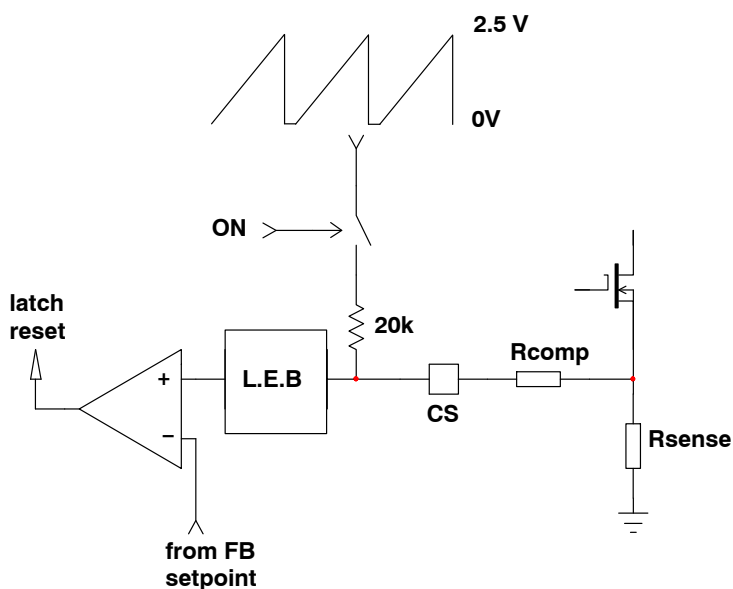 2.5 V
0V
ON
latch
reset
20k
Rcomp
+
L.E.B
CS
−
Rsense
from FB
setpoint